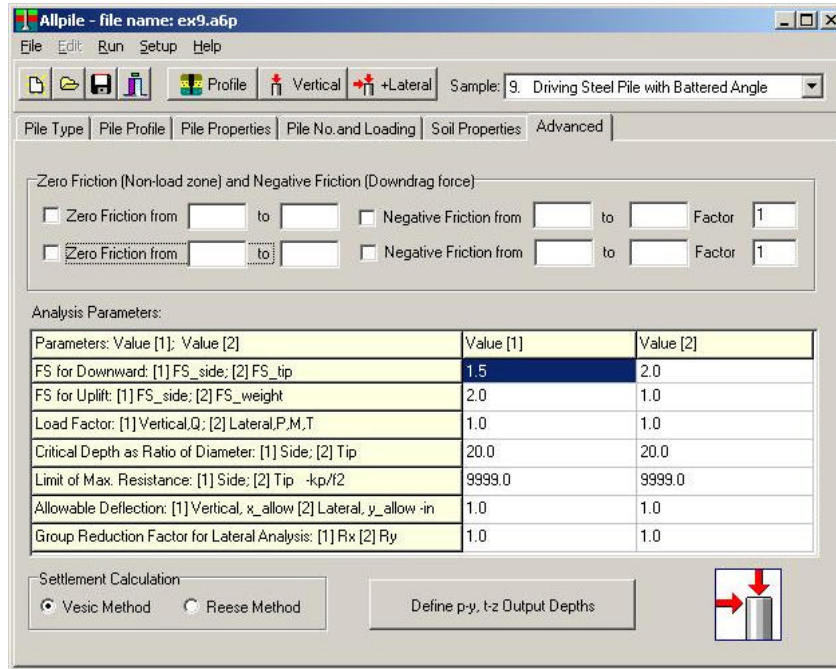 Allpile - file name: ex9.a6p
File Edit Run Setup Help
Profile Vertical +Lateral Sample: 9. Driving Steel Pile with Battered Angle
Pile Type Pile Profile Pile Properties Pile No.and Loading Soil Properties Advanced
Zero Friction (Non-load zone) and Negative Friction (Downdrag force)
Zero Friction from to Negative Friction from to Factor 1
Zero Friction from to Negative Friction from to Factor 1
Analysis Parameters:
Parameters: Value [1]; Value [2] Value [1] Value [2]
FS for Downward: [1] FS_side; [2] FS_tip 1.5 2.0
FS for Uplift: [1] FS_side; [2] FS_weight 2.0 1.0
Load Factor: [1] Vertical,Q; [2] Lateral,P,M,T 1.0 1.0
Critical Depth as Ratio of Diameter: [1] Side; [2] Tip 20.0 20.0
Limit of Max. Resistance: [1] Side; [2] Tip -kp/f2 9999.0 9999.0
Allowable Deflection: [1] Vertical, x_allow [2] Lateral, y_allow -in 1.0 1.0
Group Reduction Factor for Lateral Analysis: [1] Rx [2] Ry 1.0 1.0
Settlement Calculation
Vesic Method Reese Method Define p-y, t-z Output Depths